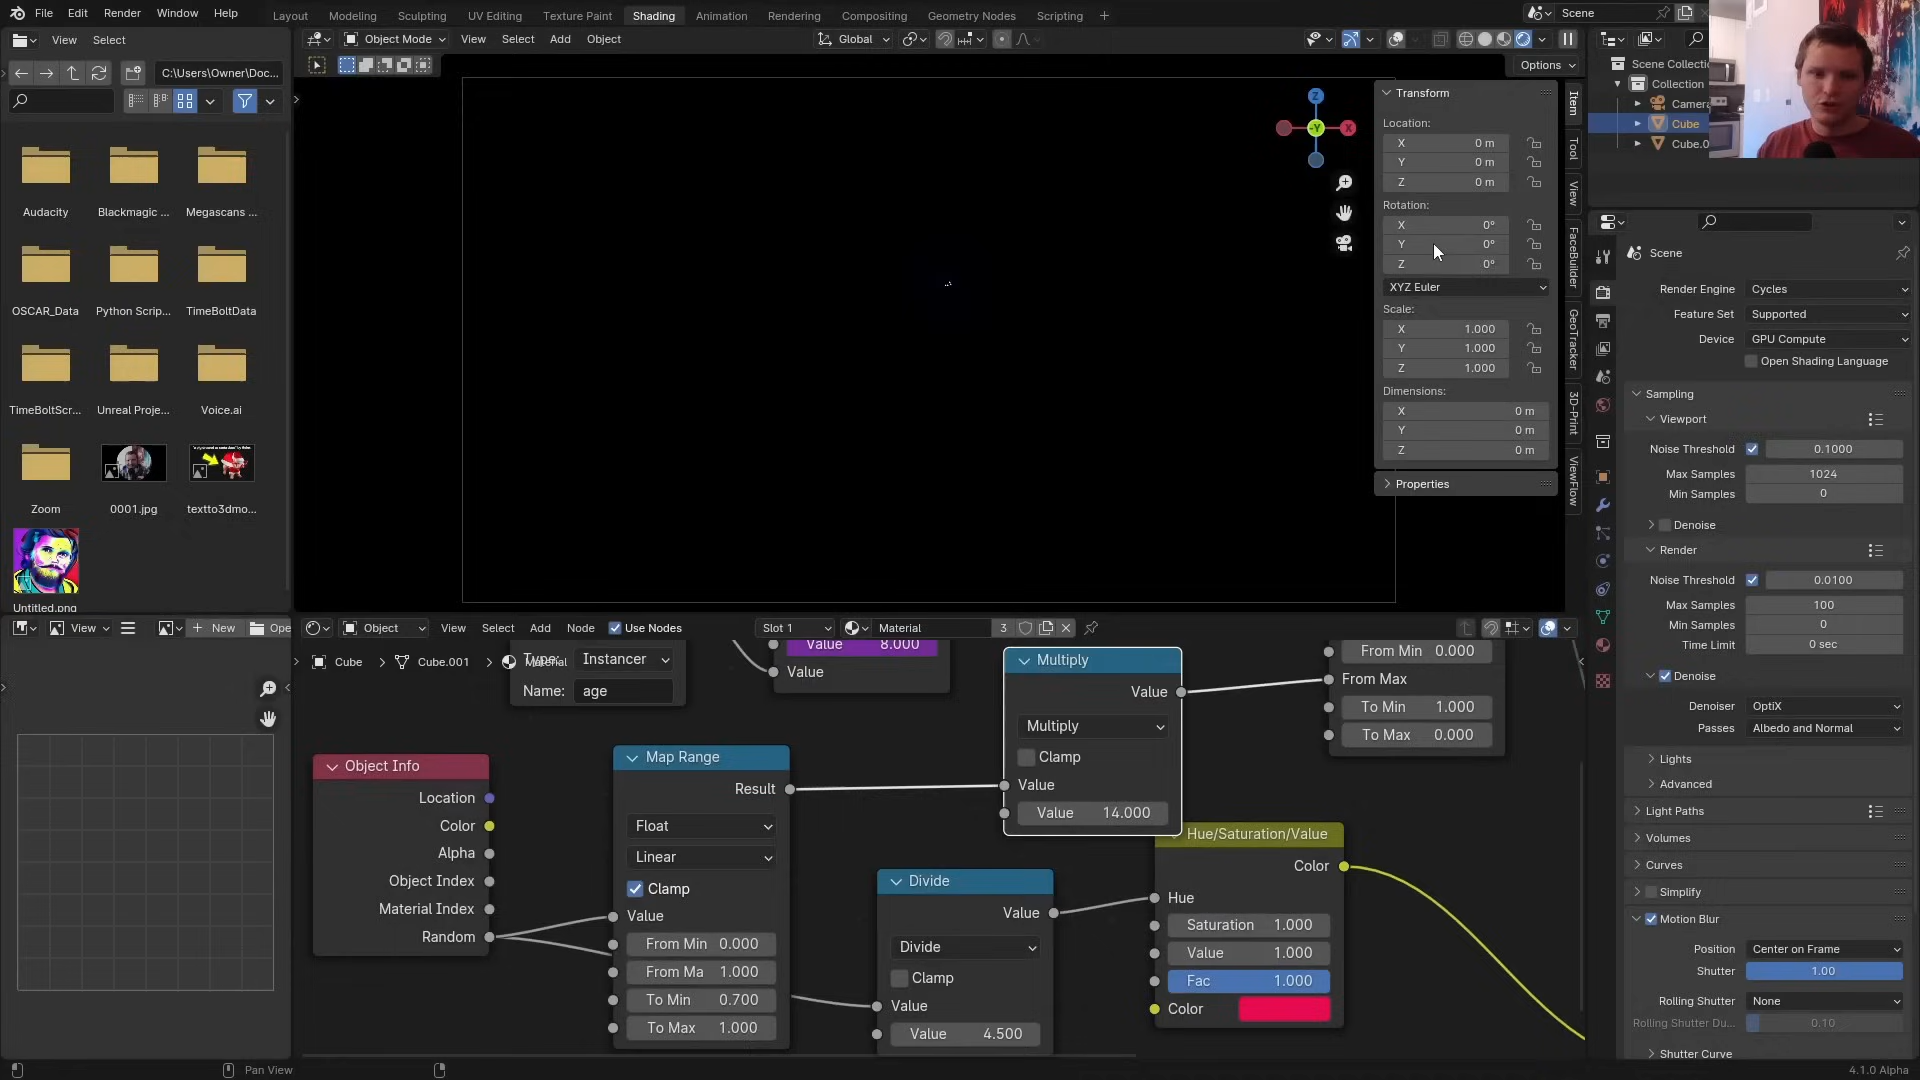 File Edit Render Window Help
Layout Modeling Sculpting UV Editing Texture Paint Shading Animation Rendering Compositing Geometry Nodes Scripting +
Scene
View Select
Object Mode View Select Add Object
Global
C:\Users\Owner\Doc...
Options
Audacity
Blackmagic ...
Megascans ...
OSCAR_Data
Python Scrip...
TimeBoltData
TimeBoltScr...
Unreal Proje...
Voice.ai
Zoom
0001.jpg
textto3dmo...
Untitled.png
Z
-Y
X
Transform
Location:
X 0 m
Y 0 m
Z 0 m
Rotation:
X 0°
Y 0°
Z 0°
XYZ Euler
Scale:
X 1.000
Y 1.000
Z 1.000
Dimensions:
X 0 m
Y 0 m
Z 0 m
Properties
Item
Tool
View
FaceBuilder
GeoTracker
3D-Print
ViewFlow
Scene Collectio
Collection
Camera
Cube
Cube.0
Scene
Render Engine Cycles
Feature Set Supported
Device GPU Compute
Open Shading Language
Sampling
Viewport
Noise Threshold 0.1000
Max Samples 1024
Min Samples 0
Denoise
Render
Noise Threshold 0.0100
Max Samples 100
Min Samples 0
Time Limit 0 sec
Denoise
Denoiser OptiX
Passes Albedo and Normal
Lights
Advanced
Light Paths
Volumes
Curves
Simplify
Motion Blur
Position Center on Frame
Shutter 1.00
Rolling Shutter None
Rolling Shutter Du... 0.10
Shutter Curve
View
New
Ope
Object View Select Add Node Use Nodes Slot 1 Material 3
Cube Cube.001 Material
Type: Instancer
Name: age
Value 8.000
Value
Multiply
Value
Multiply
Clamp
Value
Value 14.000
From Min 0.000
From Max
To Min 1.000
To Max 0.000
Object Info
Location
Color
Alpha
Object Index
Material Index
Random
Map Range
Result
Float
Linear
Clamp
Value
From Min 0.000
From Ma 1.000
To Min 0.700
To Max 1.000
Divide
Value
Divide
Clamp
Value
Value 4.500
Hue/Saturation/Value
Color
Hue
Saturation 1.000
Value 1.000
Fac 1.000
Color
Pan View
4.1.0 Alpha